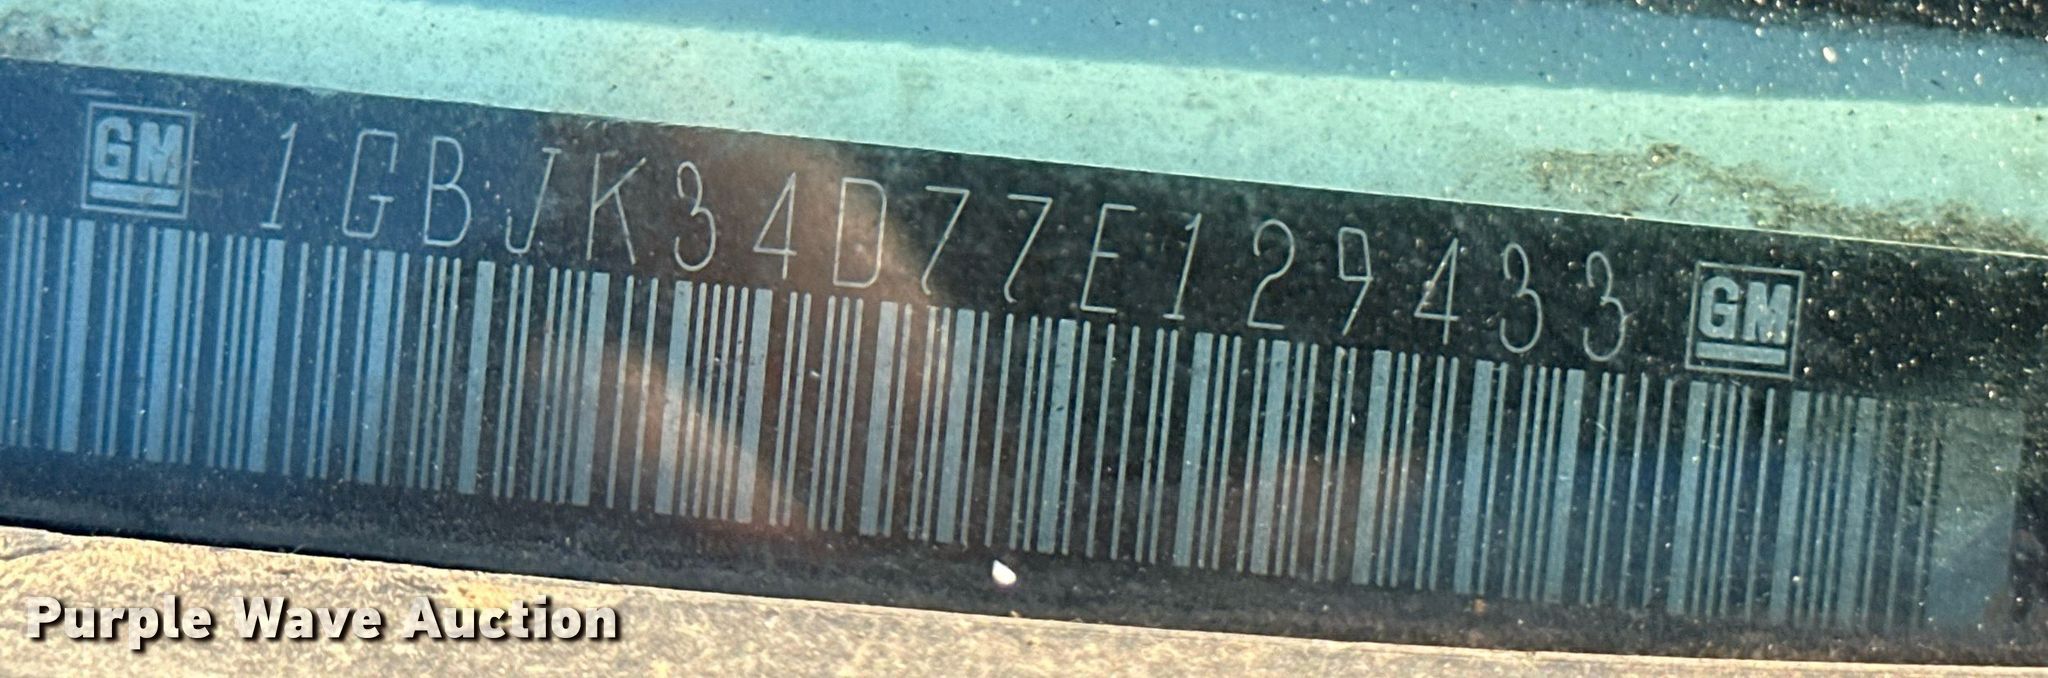 GM 1GBJK34D77E129433 GM
Purple Wave Auction